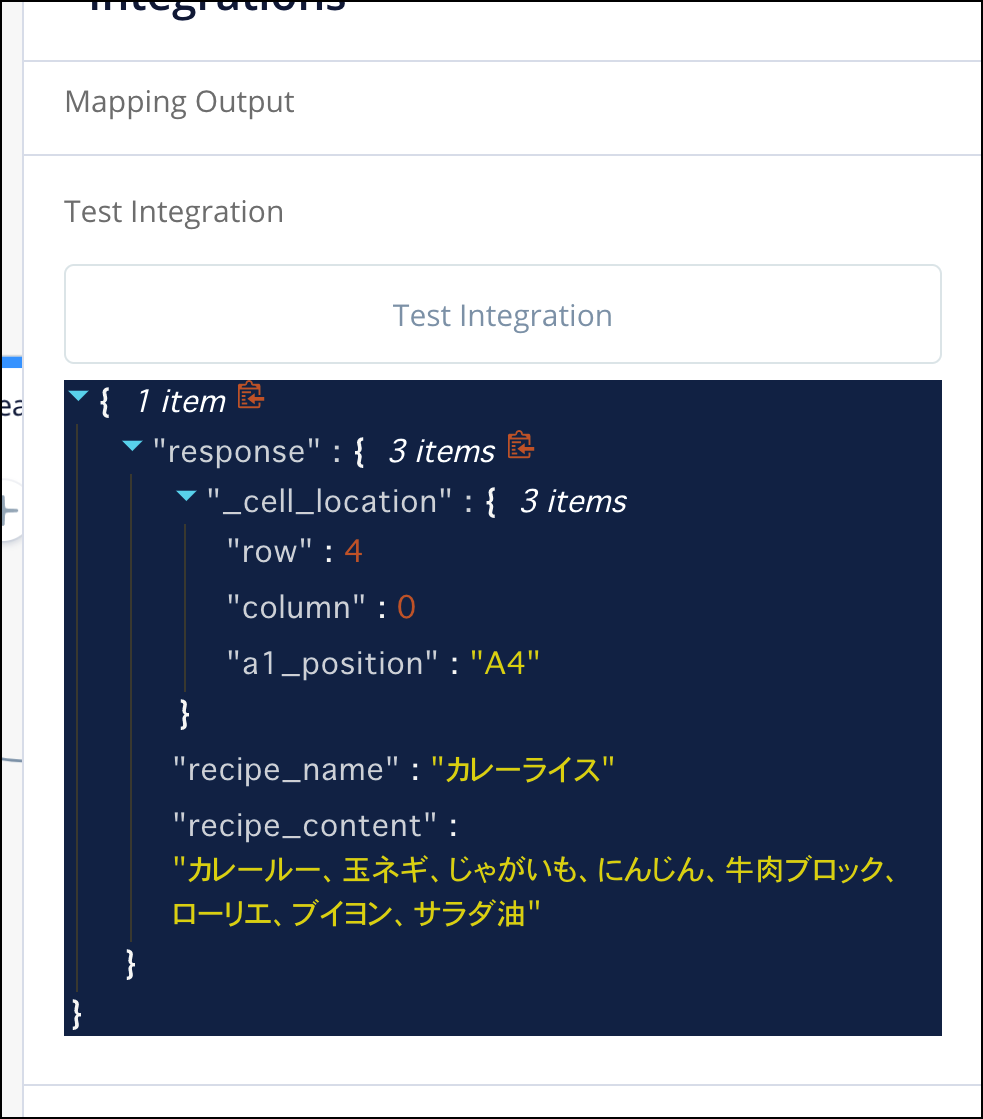 Integrations
Mapping Output
Test Integration
Test Integration
{ 1 item
"response" : { 3 items
"_cell_location" : { 3 items
"row" : 4
"column" : 0
"a1_position" : "A4"
}
"recipe_name" : "カレーライス"
"recipe_content" :
"カレールー、玉ネギ、じゃがいも、にんじん、牛肉ブロック、
ローリエ、ブイヨン、サラダ油"
}
}